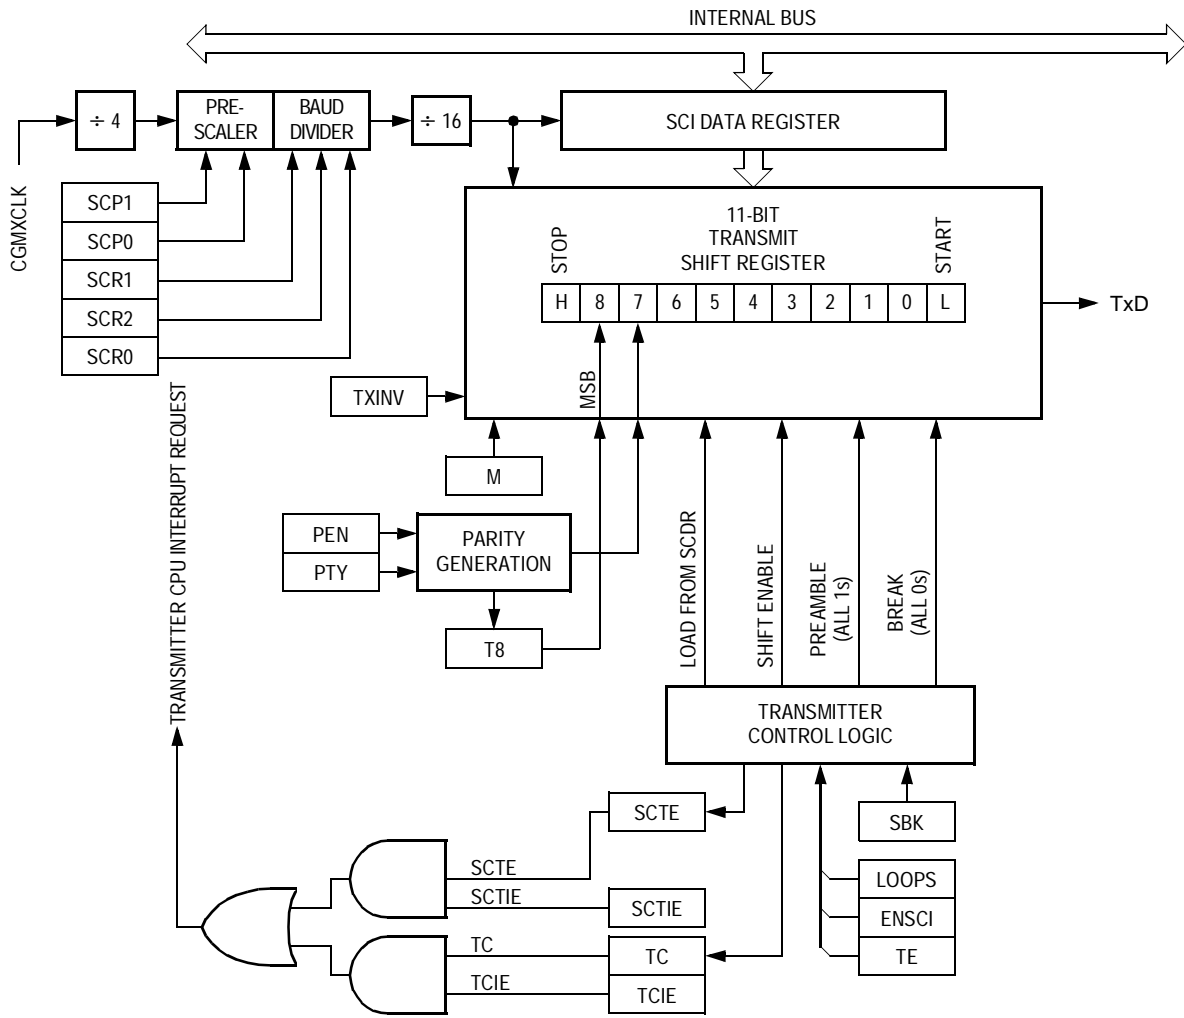 INTERNAL BUS
÷ 4
PRE-
SCALER
BAUD
DIVIDER
÷ 16
SCI DATA REGISTER
CGMXCLK
SCP1
SCP0
SCR1
SCR2
SCR0
11-BIT
TRANSMIT
SHIFT REGISTER
STOP
START
H 8 7 6 5 4 3 2 1 0 L
TxD
TXINV
MSB
M
PEN
PTY
PARITY
GENERATION
T8
LOAD FROM SCDR
SHIFT ENABLE
PREAMBLE
(ALL 1s)
BREAK
(ALL 0s)
TRANSMITTER CPU INTERRUPT REQUEST
TRANSMITTER
CONTROL LOGIC
SCTE
SBK
SCTE
SCTIE
SCTIE
LOOPS
ENSCI
TE
TC
TC
TCIE
TCIE